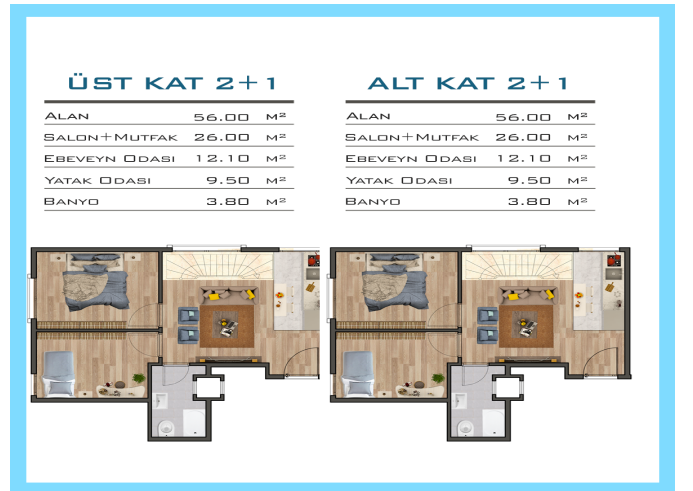 ÜST KAT 2+1
ALAN 56.00 M²
SALON+MUTFAK 26.00 M²
EBEVEYN ODASI 12.10 M²
YATAK ODASI 9.50 M²
BANYO 3.80 M²
ALT KAT 2+1
ALAN 56.00 M²
SALON+MUTFAK 26.00 M²
EBEVEYN ODASI 12.10 M²
YATAK ODASI 9.50 M²
BANYO 3.80 M²